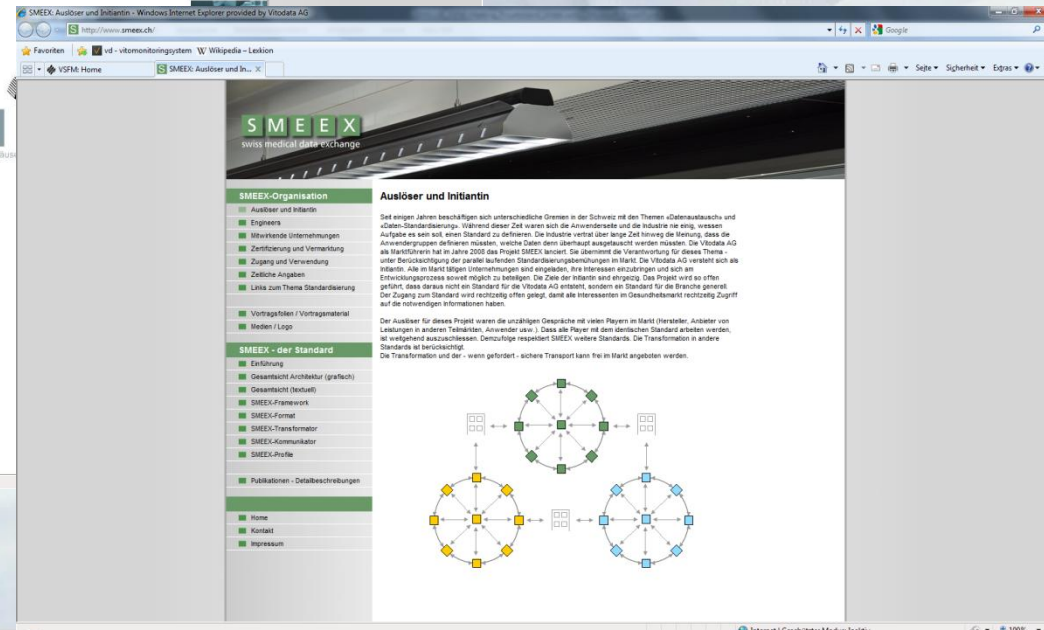 SMEEX: Auslöser und Initiantin - Windows Internet Explorer provided by Vitodata AG
http://www.smeex.ch/
Google
Favoriten
vd - vitomonitoringsystem
Wikipedia – Lexikon
VSFM: Home
SMEEX: Auslöser und In...
Seite
Sicherheit
Extras
SMEEX
swiss medical data exchange
SMEEX-Organisation
Auslöser und Initiantin
Engineers
Mitwirkende Unternehmungen
Zertifizierung und Vermarktung
Zugang und Verwendung
Zeitliche Angaben
Links zum Thema Standardisierung
Vortragsfolien / Vortragsmaterial
Medien / Logo
SMEEX - der Standard
Einführung
Gesamtsicht Architektur (grafisch)
Gesamtsicht (textuell)
SMEEX-Framework
SMEEX-Format
SMEEX-Transformator
SMEEX-Kommunikator
SMEEX-Profile
Publikationen - Detailbeschreibungen
Home
Kontakt
Impressum
Auslöser und Initiantin
Seit einigen Jahren beschäftigen sich unterschiedliche Gremien in der Schweiz mit den Themen «Datenaustausch» und
«Daten-Standardisierung». Während dieser Zeit waren sich die Anwenderseite und die Industrie nie einig, wessen
Aufgabe es sein soll, einen Standard zu definieren. Die Industrie vertrat über lange Zeit hinweg die Meinung, dass die
Anwendergruppen definieren müssten, welche Daten denn überhaupt ausgetauscht werden müssten. Die Vitodata AG
als Marktführerin hat im Jahre 2008 das Projekt SMEEX lanciert. Sie übernimmt die Verantwortung für dieses Thema -
unter Berücksichtigung der parallel laufenden Standardisierungsbemühungen im Markt. Die Vitodata AG versteht sich als
Initiantin. Alle im Markt tätigen Unternehmungen sind eingeladen, ihre Interessen einzubringen und sich am
Entwicklungsprozess soweit möglich zu beteiligen. Die Ziele der Initiantin sind ehrgeizig. Das Projekt wird so offen
geführt, dass daraus nicht ein Standard für die Vitodata AG entsteht, sondern ein Standard für die Branche generell.
Der Zugang zum Standard wird rechtzeitig offen gelegt, damit alle Interessenten im Gesundheitsmarkt rechtzeitig Zugriff
auf die notwendigen Informationen haben.
Der Auslöser für dieses Projekt waren die unzähligen Gespräche mit vielen Playern im Markt (Hersteller, Anbieter von
Leistungen in anderen Teilmärkten, Anwender usw.). Dass alle Player mit dem identischen Standard arbeiten werden,
ist weitgehend auszuschliessen. Demzufolge respektiert SMEEX weitere Standards. Die Transformation in andere
Standards ist berücksichtigt.
Die Transformation und der - wenn gefordert - sichere Transport kann frei im Markt angeboten werden.
100%